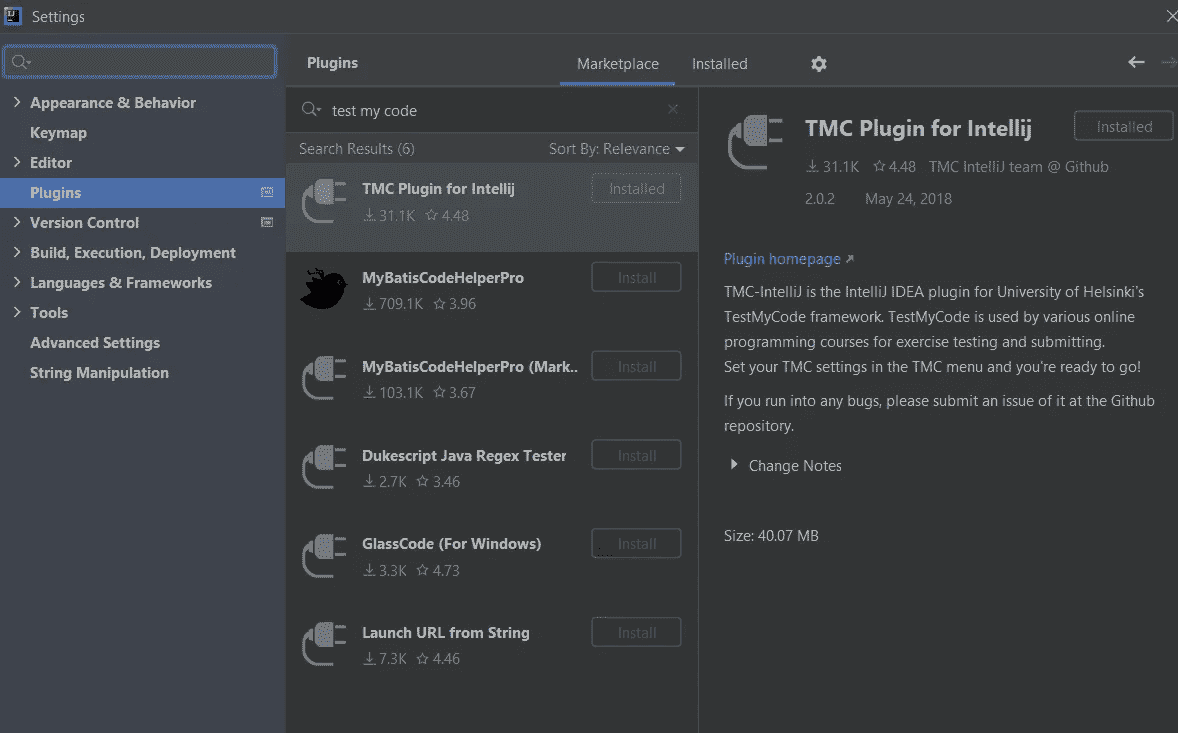 Settings
Appearance & Behavior
Keymap
Editor
Plugins
Version Control
Build, Execution, Deployment
Languages & Frameworks
Tools
Advanced Settings
String Manipulation
Plugins
Marketplace
Installed
test my code
Search Results (6)
Sort By: Relevance
TMC Plugin for Intellij
Installed
31.1K
4.48
MyBatisCodeHelperPro
Install
709.1K
3.96
MyBatisCodeHelperPro (Mark..
Install
103.1K
3.67
Dukescript Java Regex Tester
Install
2.7K
3.46
GlassCode (For Windows)
Install
3.3K
4.73
Launch URL from String
Install
7.3K
4.46
TMC Plugin for Intellij
Installed
31.1K
4.48
TMC IntelliJ team @ Github
2.0.2
May 24, 2018
Plugin homepage
TMC-IntelliJ is the IntelliJ IDEA plugin for University of Helsinki's
TestMyCode framework. TestMyCode is used by various online
programming courses for exercise testing and submitting.
Set your TMC settings in the TMC menu and you're ready to go!
If you run into any bugs, please submit an issue of it at the Github
repository.
Change Notes
Size: 40.07 MB